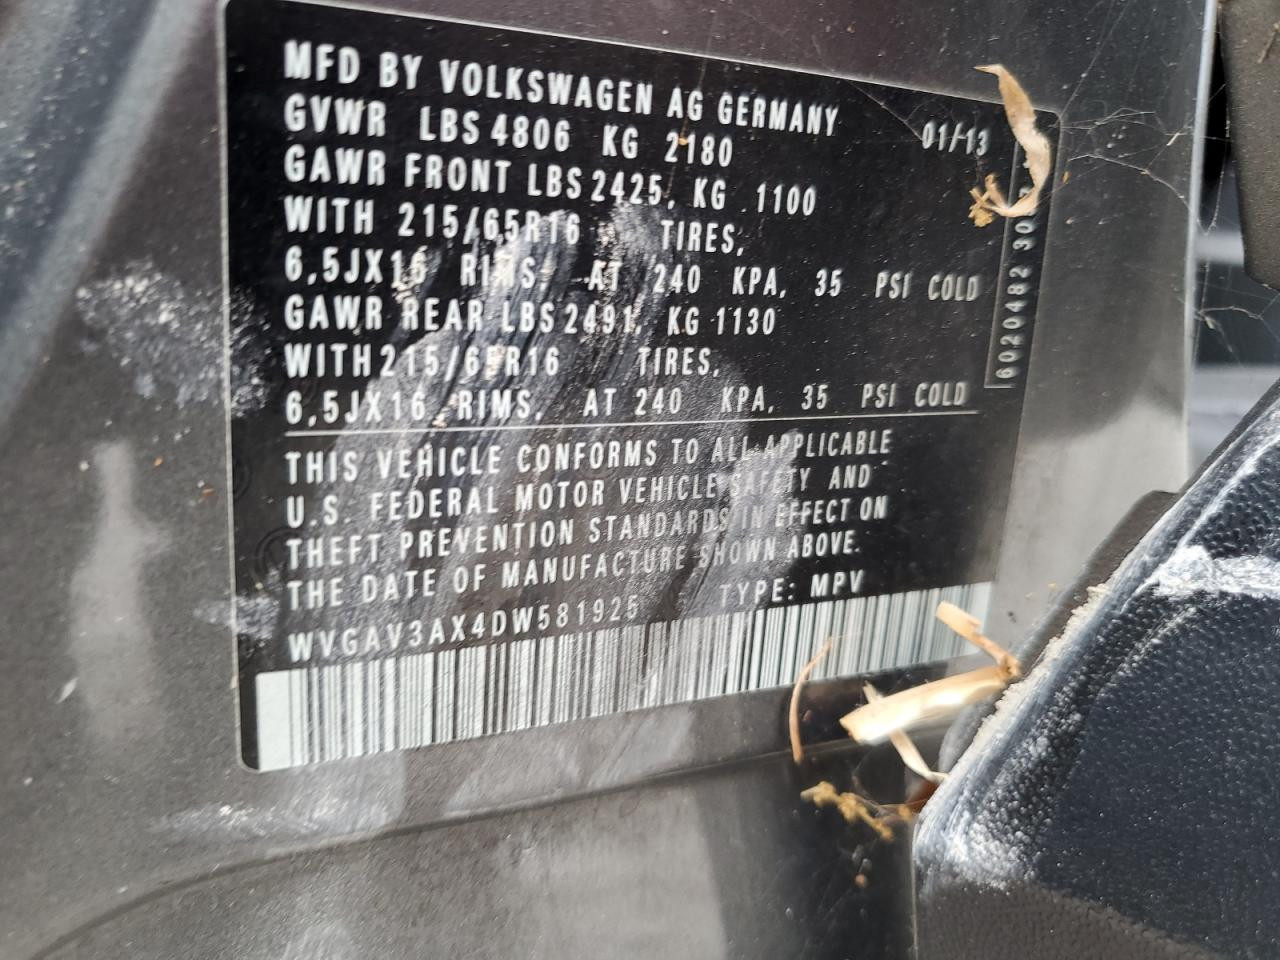 MFD BY VOLKSWAGEN AG GERMANY
GVWR LBS 4806 KG 2180 01/13
GAWR FRONT LBS 2425, KG 1100
WITH 215/65R16 TIRES,
6,5JX16 RIMS, AT 240 KPA, 35 PSI COLD
GAWR REAR LBS 2491, KG 1130
WITH 215/65R16 TIRES,
6,5JX16 RIMS, AT 240 KPA, 35 PSI COLD
THIS VEHICLE CONFORMS TO ALL APPLICABLE
U.S. FEDERAL MOTOR VEHICLE SAFETY AND
THEFT PREVENTION STANDARDS IN EFFECT ON
THE DATE OF MANUFACTURE SHOWN ABOVE.
WVGAV3AX4DW581925 TYPE: MPV
6020482